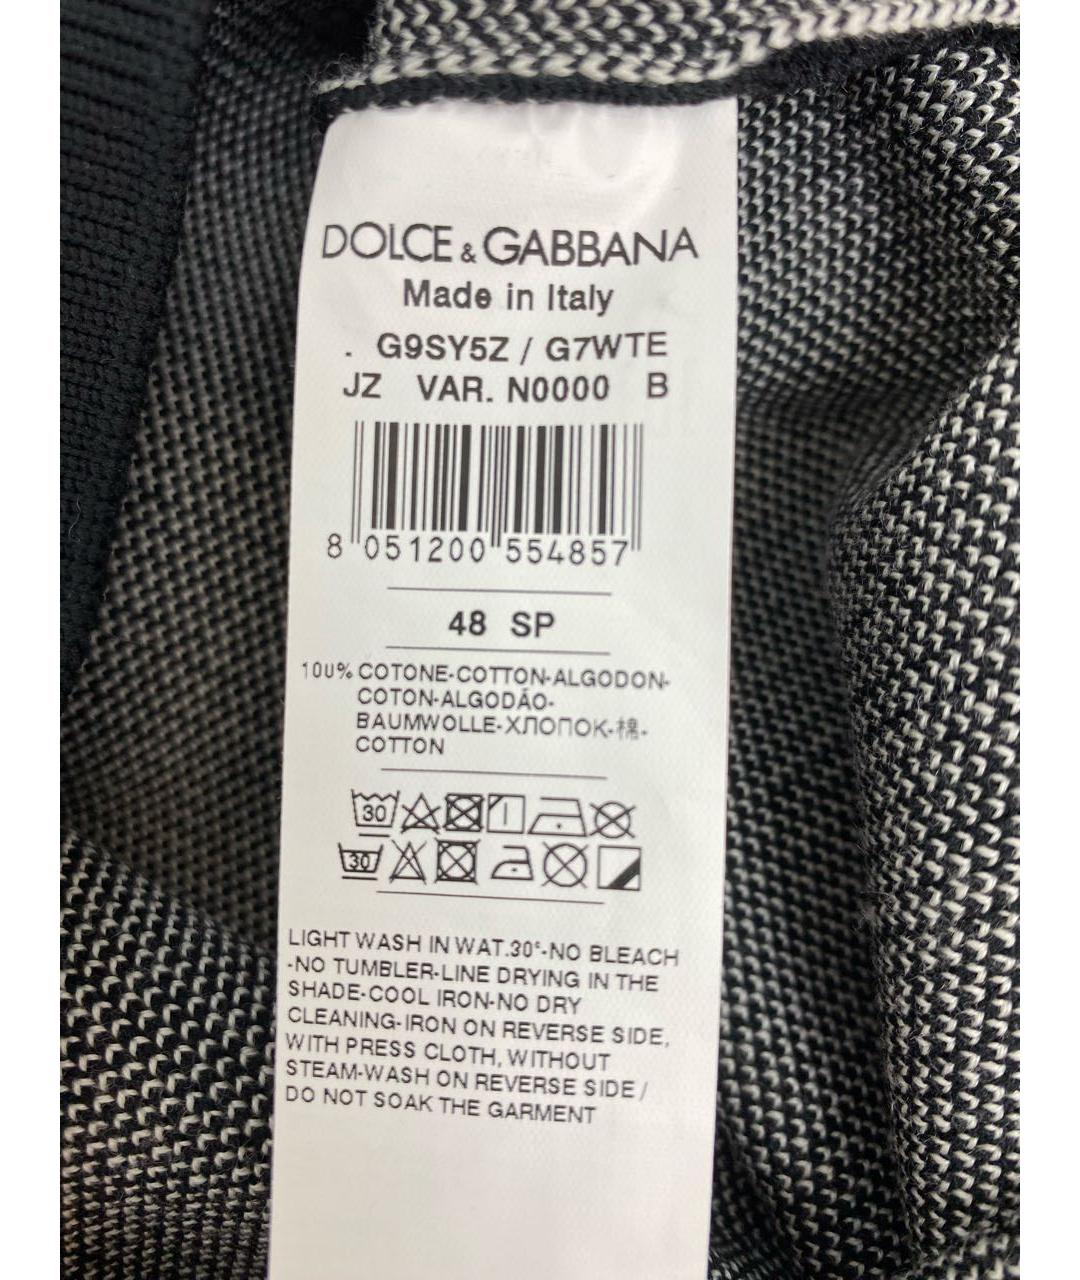 DOLCE & GABBANA
Made in Italy
. G9SY5Z / G7WTE
JZ VAR. N0000 B
8 051200 554857
48 SP
100% COTONE-COTTON-ALGODON-
COTON-ALGODÃO-
BAUMWOLLE-ХЛОПОК-棉-
COTTON
30
30
LIGHT WASH IN WAT.30°-NO BLEACH
-NO TUMBLER-LINE DRYING IN THE
SHADE-COOL IRON-NO DRY
CLEANING-IRON ON REVERSE SIDE,
WITH PRESS CLOTH, WITHOUT
STEAM-WASH ON REVERSE SIDE /
DO NOT SOAK THE GARMENT